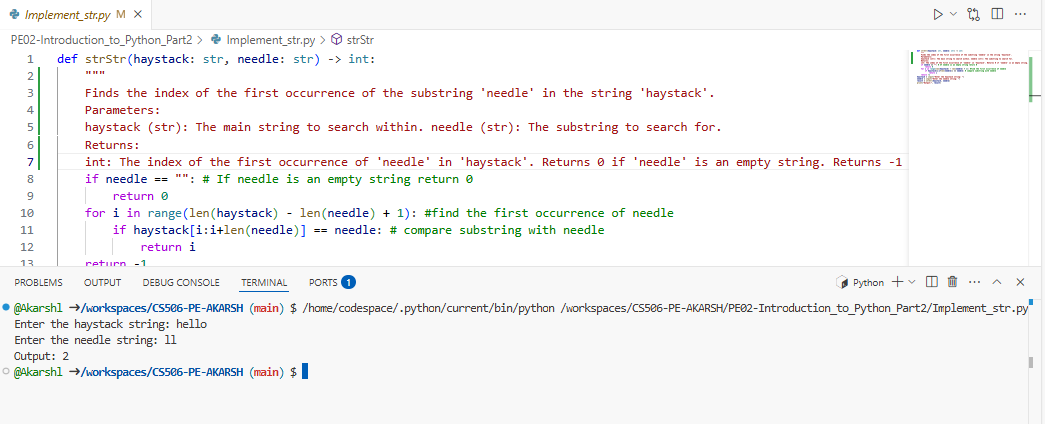 Implement_str.py M ×
PE02-Introduction_to_Python_Part2 > Implement_str.py > strStr
1 def strStr(haystack: str, needle: str) -> int:
2 """
3 Finds the index of the first occurrence of the substring 'needle' in the string 'haystack'.
4 Parameters:
5 haystack (str): The main string to search within. needle (str): The substring to search for.
6 Returns:
7 int: The index of the first occurrence of 'needle' in 'haystack'. Returns 0 if 'needle' is an empty string. Returns -1
8 if needle == "": # If needle is an empty string return 0
9 return 0
10 for i in range(len(haystack) - len(needle) + 1): #find the first occurrence of needle
11 if haystack[i:i+len(needle)] == needle: # compare substring with needle
12 return i
13 return -1
PROBLEMS OUTPUT DEBUG CONSOLE TERMINAL PORTS 1 Python
@Akarshl →/workspaces/CS506-PE-AKARSH (main) $ /home/codespace/.python/current/bin/python /workspaces/CS506-PE-AKARSH/PE02-Introduction_to_Python_Part2/Implement_str.py
Enter the haystack string: hello
Enter the needle string: ll
Output: 2
@Akarshl →/workspaces/CS506-PE-AKARSH (main) $